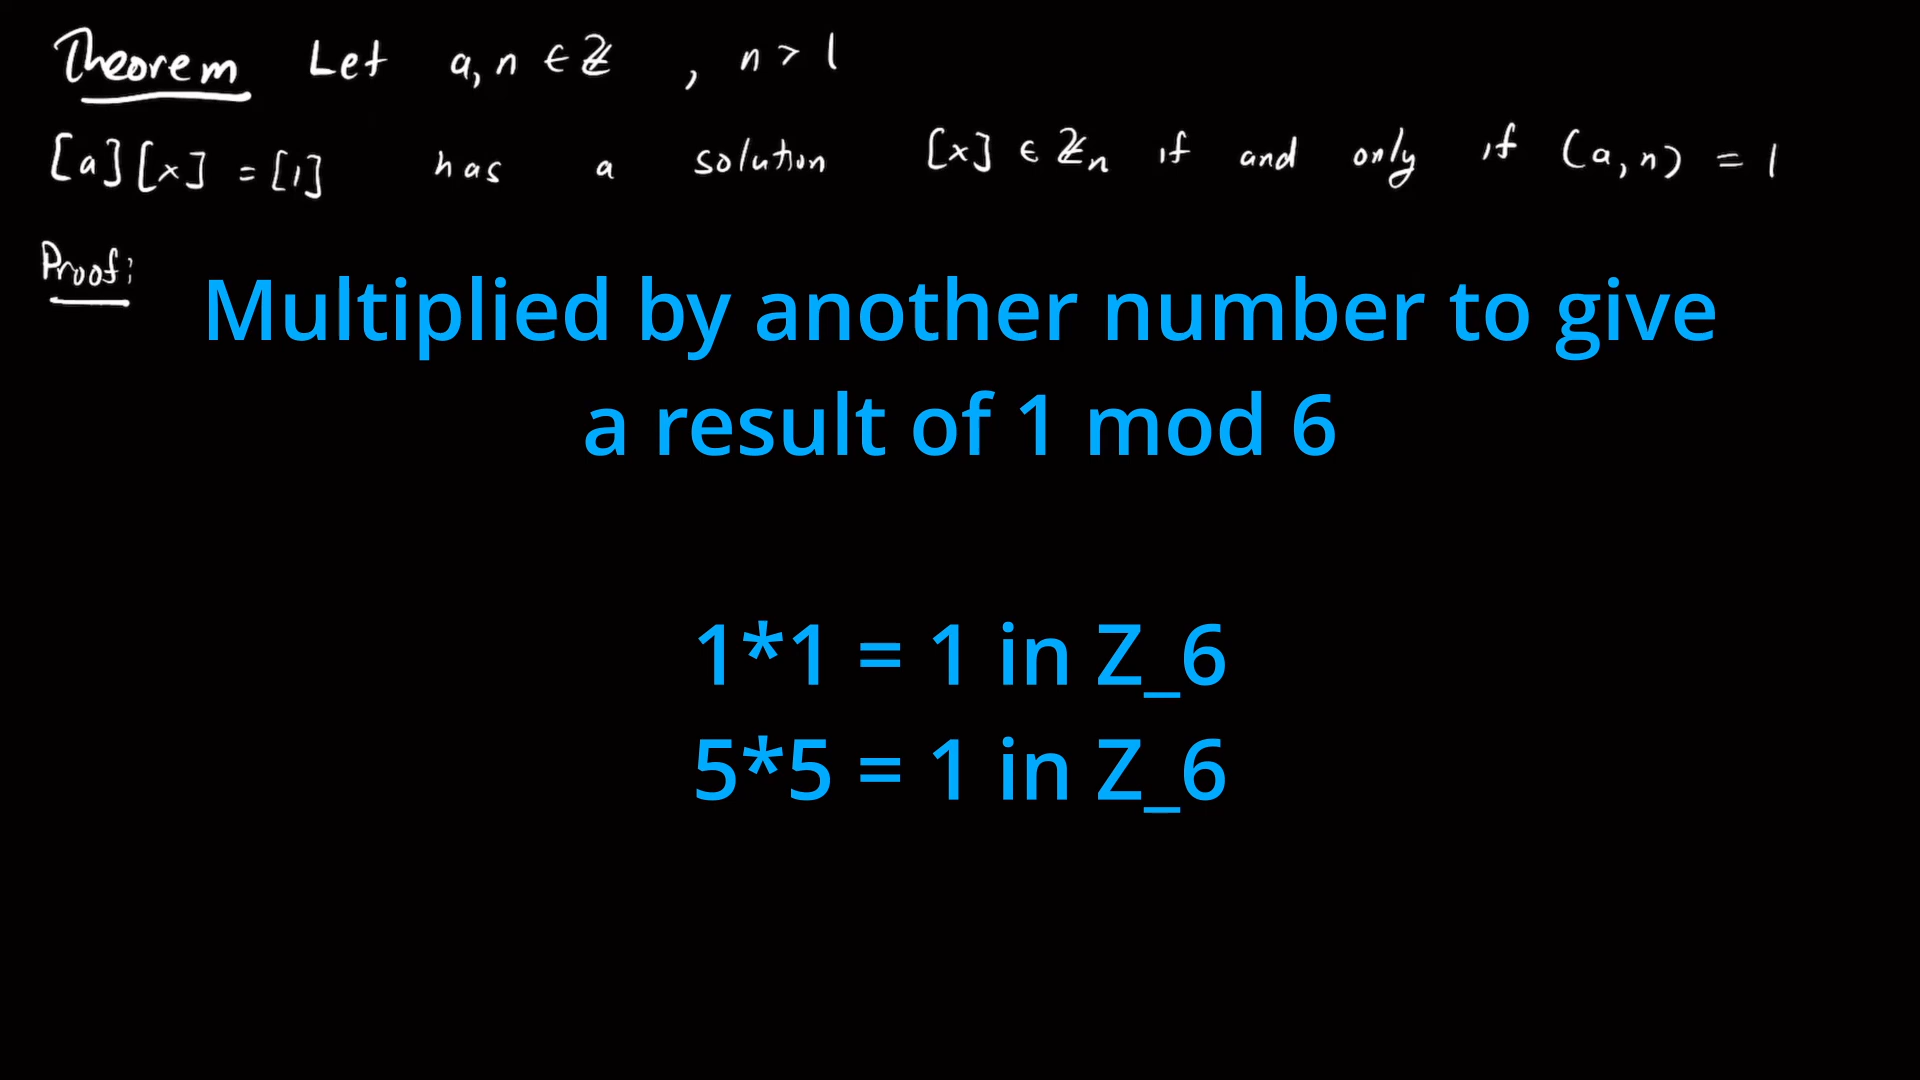 Theorem Let a, n ∈ ℤ , n > 1
[a][x] = [1] has a solution [x] ∈ ℤn if and only if (a, n) = 1
Proof:
Multiplied by another number to give
a result of 1 mod 6
1*1 = 1 in Z_6
5*5 = 1 in Z_6